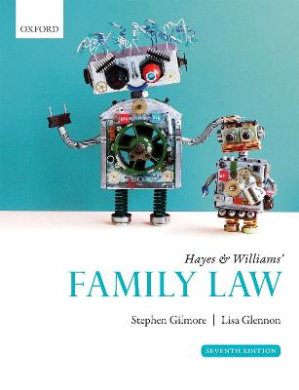 OXFORD
Hayes & Williams'
FAMILY LAW
Stephen Gilmore | Lisa Glennon
SEVENTH EDITION